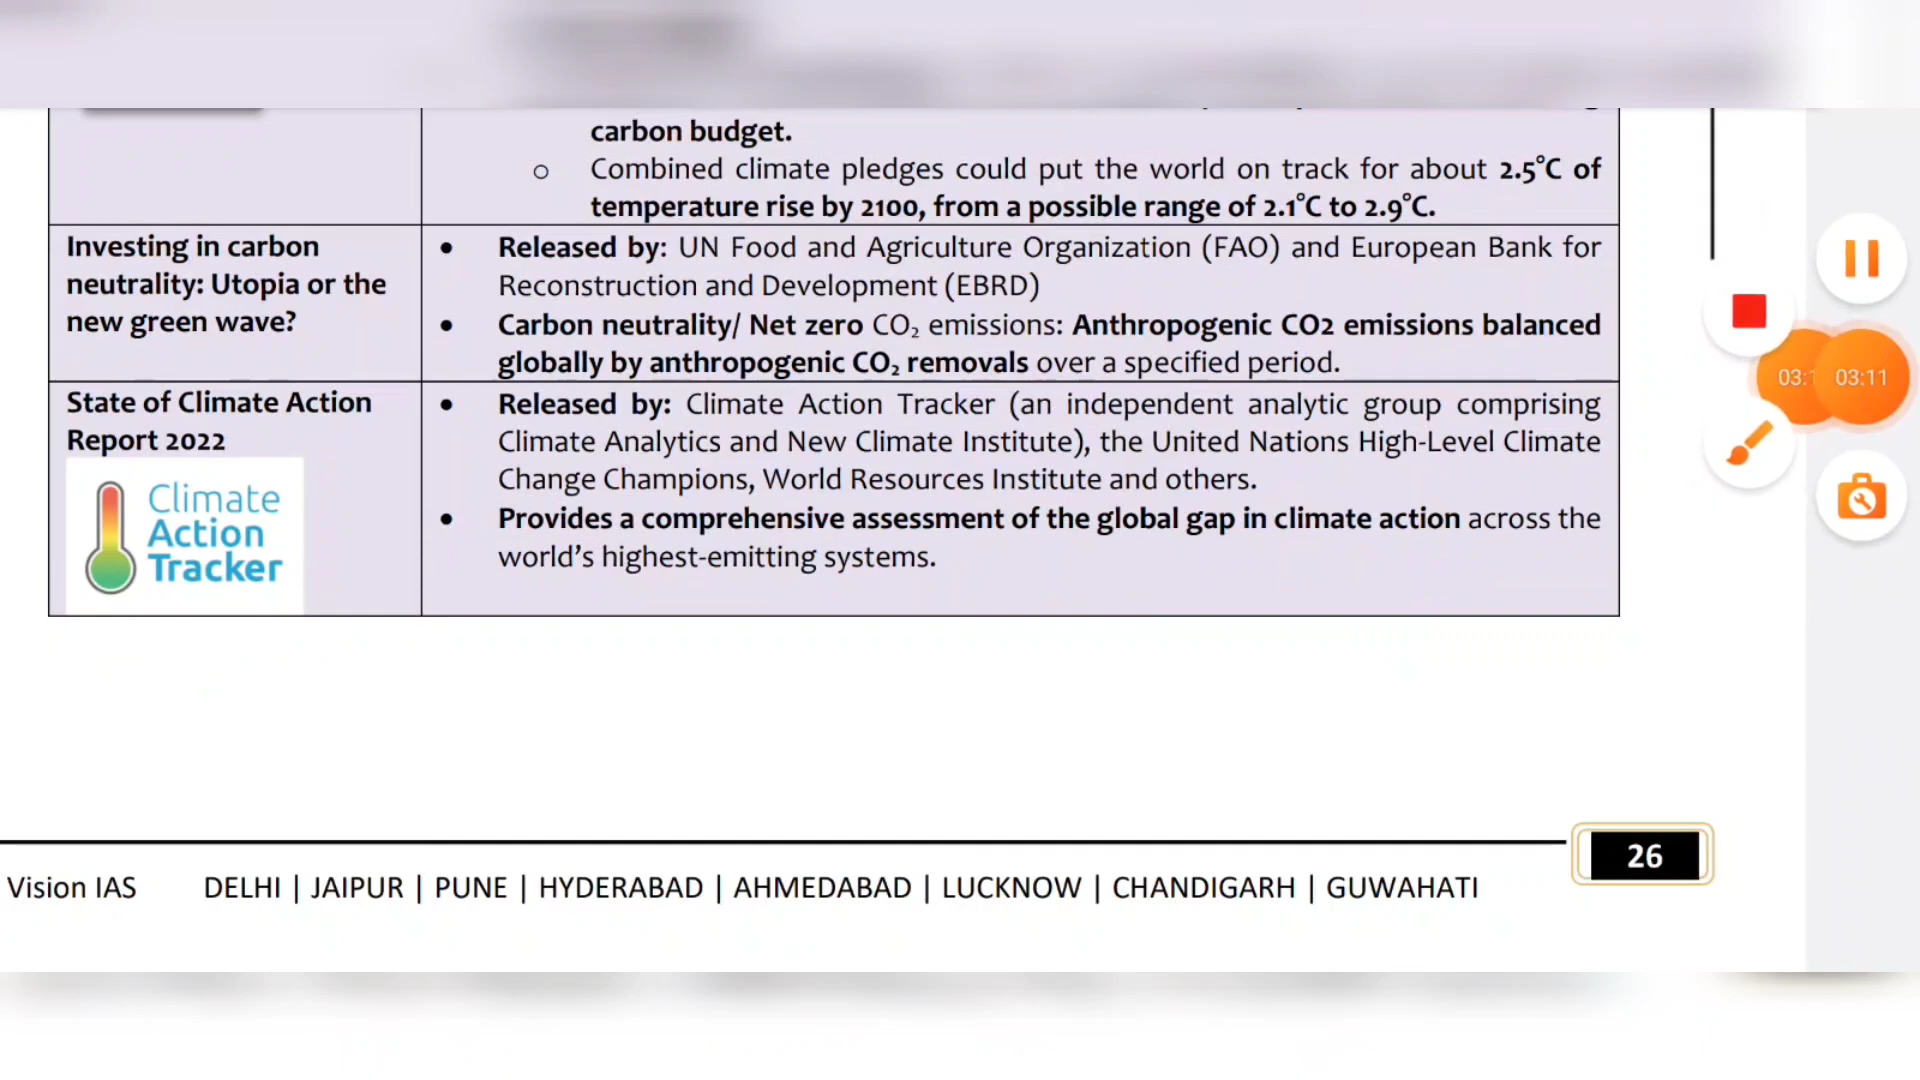 carbon budget.
o Combined climate pledges could put the world on track for about 2.5°C of
temperature rise by 2100, from a possible range of 2.1°C to 2.9°C.
Investing in carbon
neutrality: Utopia or the
new green wave?
• Released by: UN Food and Agriculture Organization (FAO) and European Bank for
Reconstruction and Development (EBRD)
• Carbon neutrality/ Net zero CO₂ emissions: Anthropogenic CO2 emissions balanced
globally by anthropogenic CO₂ removals over a specified period.
State of Climate Action
Report 2022
Climate
Action
Tracker
• Released by: Climate Action Tracker (an independent analytic group comprising
Climate Analytics and New Climate Institute), the United Nations High-Level Climate
Change Champions, World Resources Institute and others.
• Provides a comprehensive assessment of the global gap in climate action across the
world’s highest-emitting systems.
03:11
26
Vision IAS DELHI | JAIPUR | PUNE | HYDERABAD | AHMEDABAD | LUCKNOW | CHANDIGARH | GUWAHATI